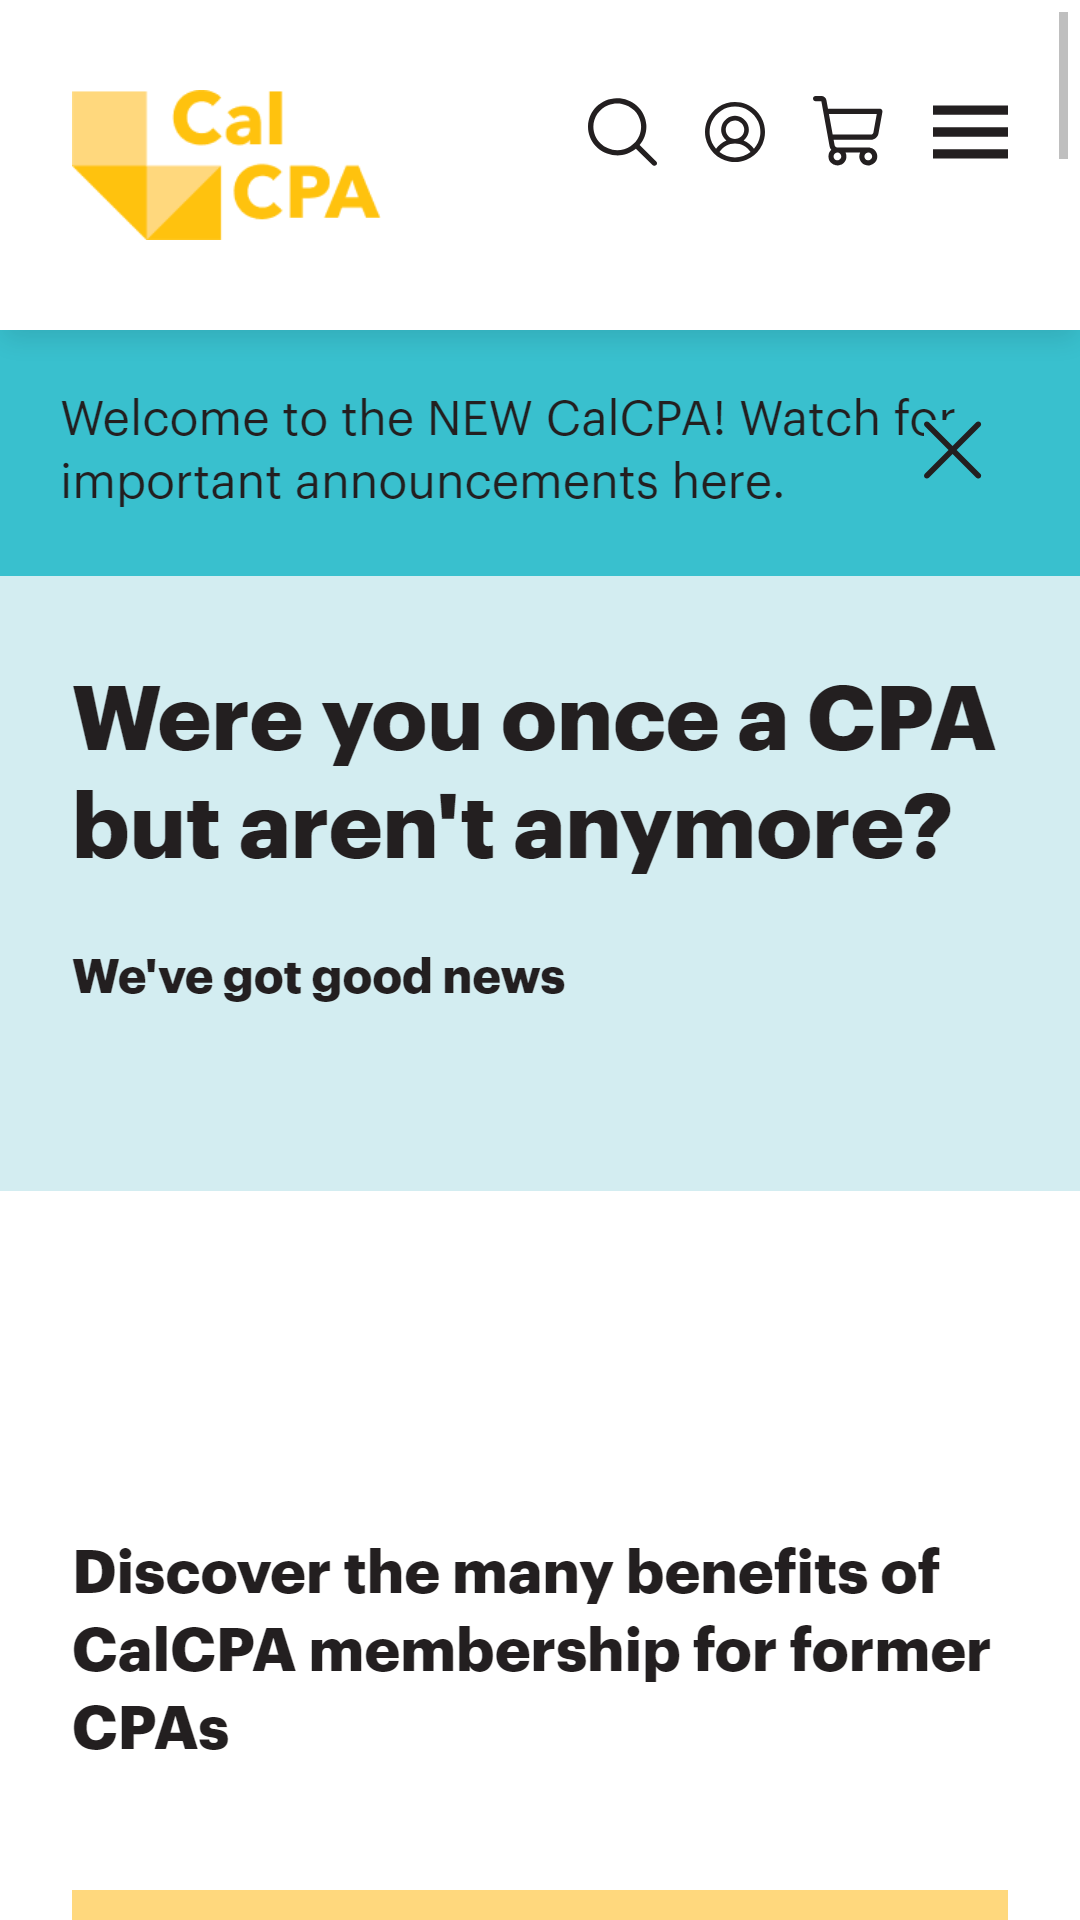 Cal
CPA
Welcome to the NEW CalCPA! Watch for
important announcements here.
Were you once a CPA
but aren't anymore?
We've got good news
Discover the many benefits of
CalCPA membership for former
CPAs